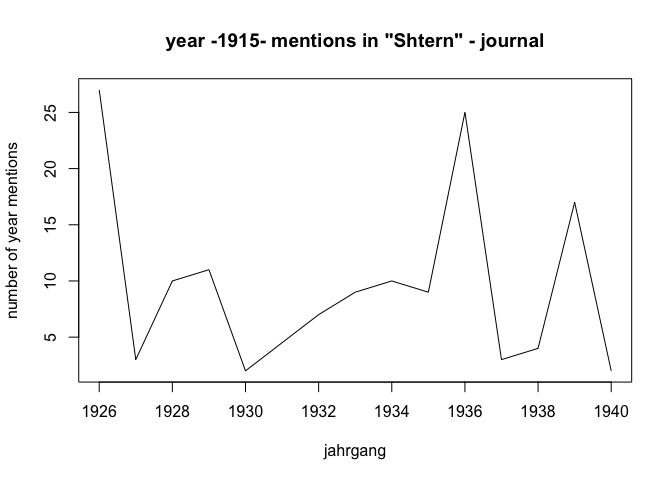 year -1915- mentions in "Shtern" - journal
number of year mentions
25
20
15
10
5
1926 1928 1930 1932 1934 1936 1938 1940
jahrgang